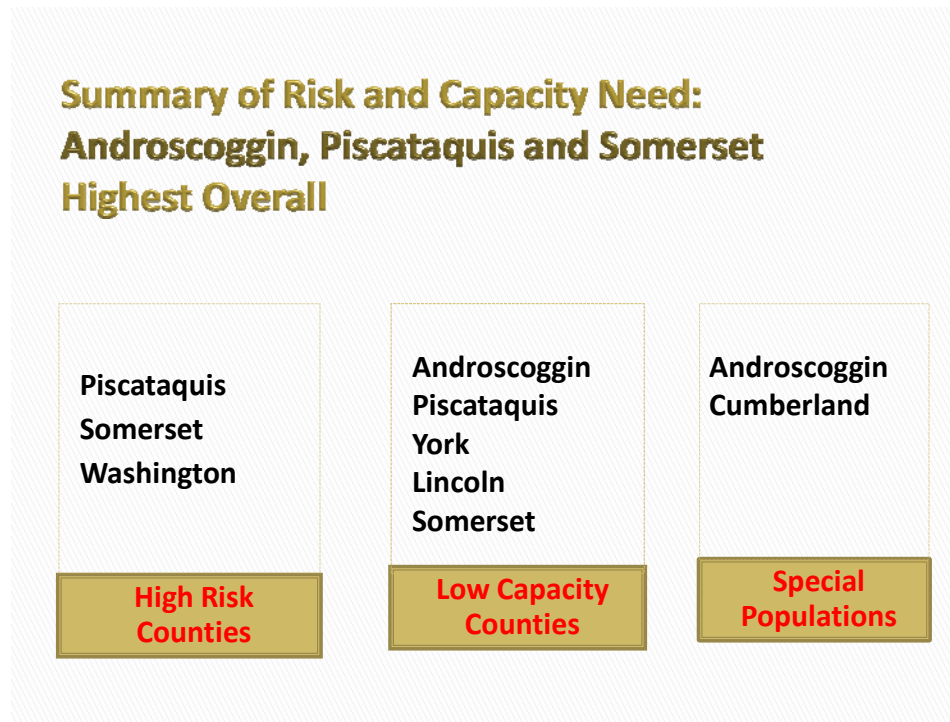 Summary of Risk and Capacity Need:
Androscoggin, Piscataquis and Somerset
Highest Overall
Piscataquis
Somerset
Washington
High Risk
Counties
Androscoggin
Piscataquis
York
Lincoln
Somerset
Low Capacity
Counties
Androscoggin
Cumberland
Special
Populations